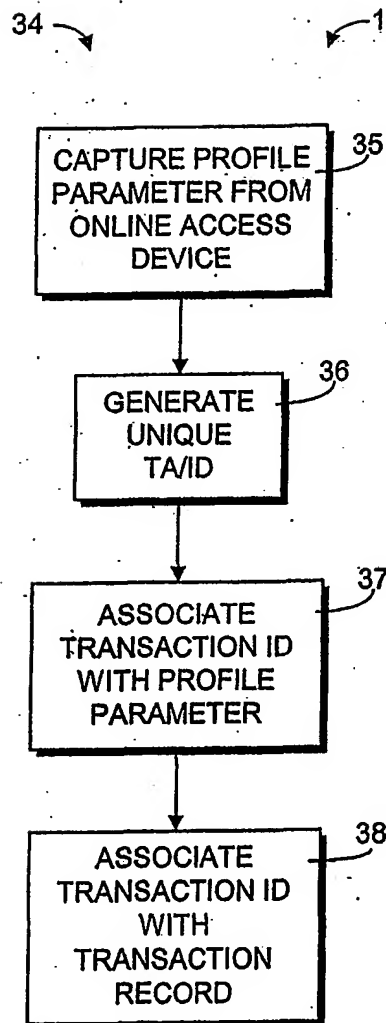 34
1
35
CAPTURE PROFILE
PARAMETER FROM
ONLINE ACCESS
DEVICE
36
GENERATE
UNIQUE
TA/ID
37
ASSOCIATE
TRANSACTION ID
WITH PROFILE
PARAMETER
38
ASSOCIATE
TRANSACTION ID
WITH
TRANSACTION
RECORD